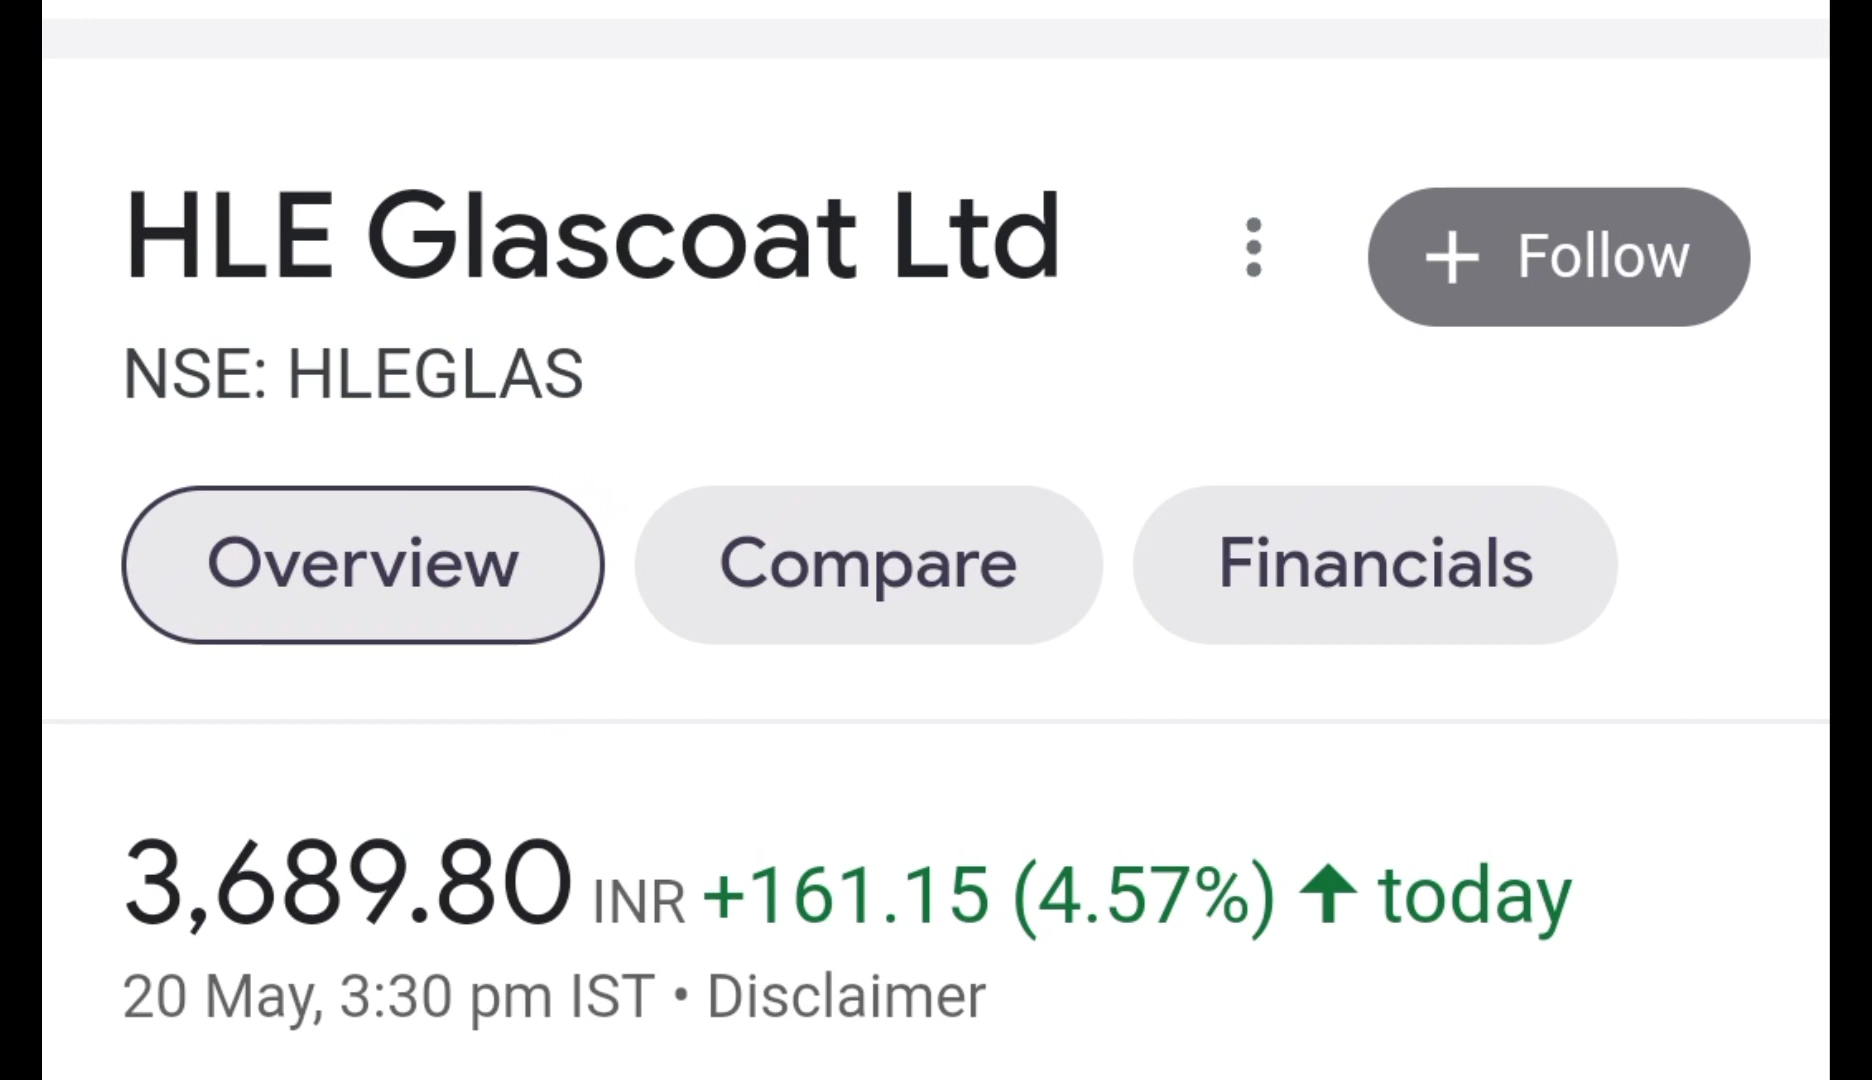 HLE Glascoat Ltd
+ Follow
NSE: HLEGLAS
Overview Compare Financials
3,689.80 INR +161.15 (4.57%) ↑ today
20 May, 3:30 pm IST • Disclaimer